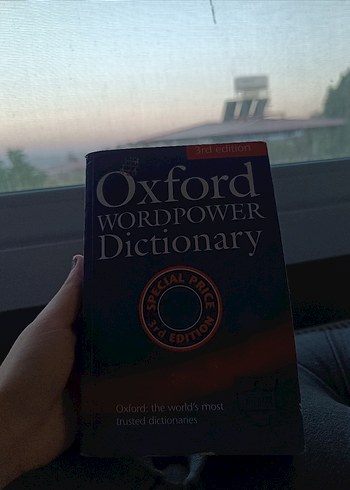 3rd edition
Oxford
WORDPOWER
Dictionary
SPECIAL PRICE
3rd EDITION
Oxford: the world's most
trusted dictionaries